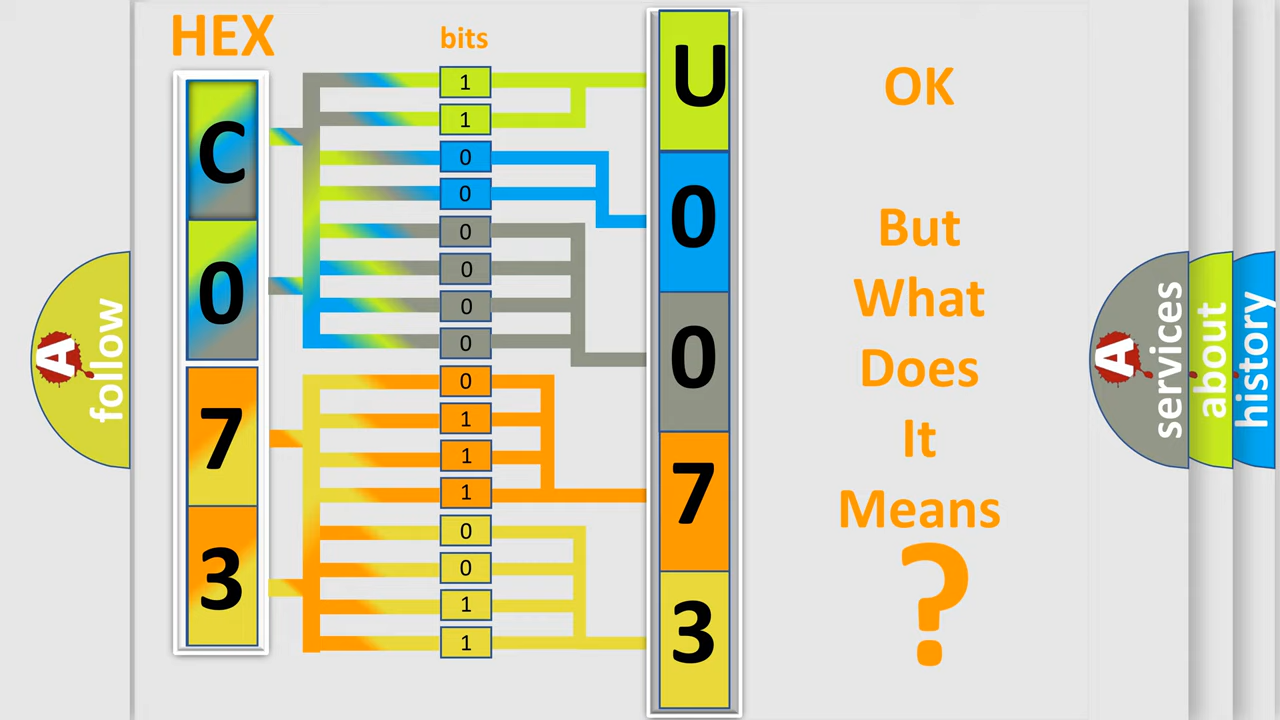 HEX
bits
C
0
7
3
1
1
0
0
0
0
0
0
0
1
1
1
0
0
1
1
U
0
0
7
3
OK
But
What
Does
It
Means
?
A
follow
A
services
about
history